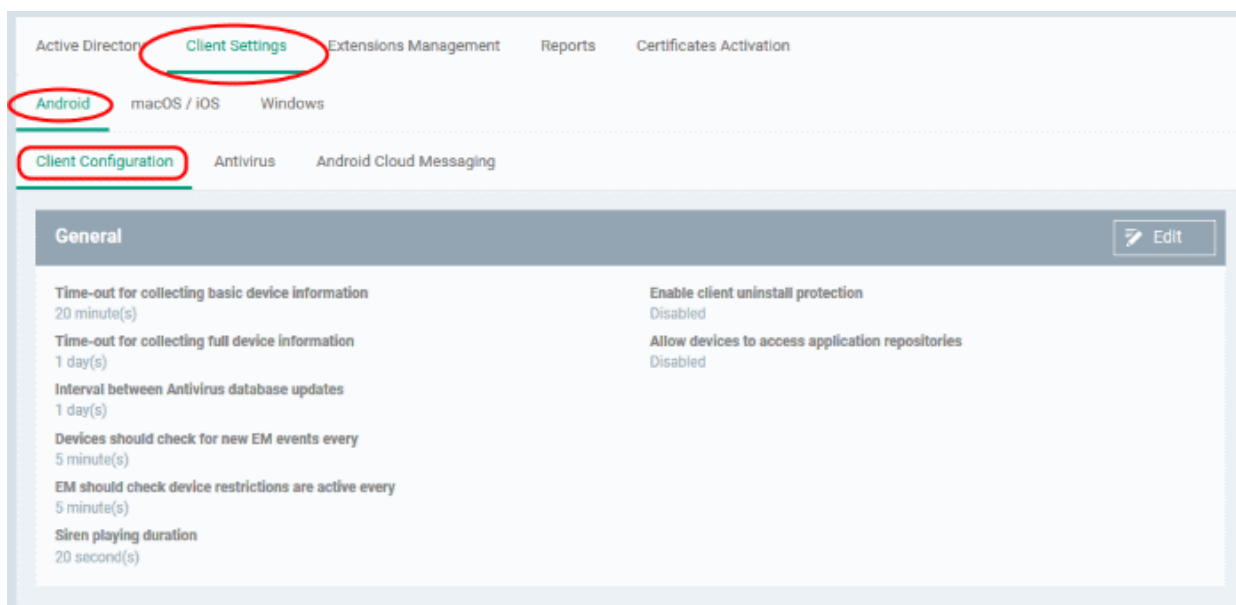 Active Directory Client Settings Extensions Management Reports Certificates Activation
Android macOS / iOS Windows
Client Configuration Antivirus Android Cloud Messaging
General Edit
Time-out for collecting basic device information
20 minute(s)
Time-out for collecting full device information
1 day(s)
Interval between Antivirus database updates
1 day(s)
Devices should check for new EM events every
5 minute(s)
EM should check device restrictions are active every
5 minute(s)
Siren playing duration
20 second(s)
Enable client uninstall protection
Disabled
Allow devices to access application repositories
Disabled